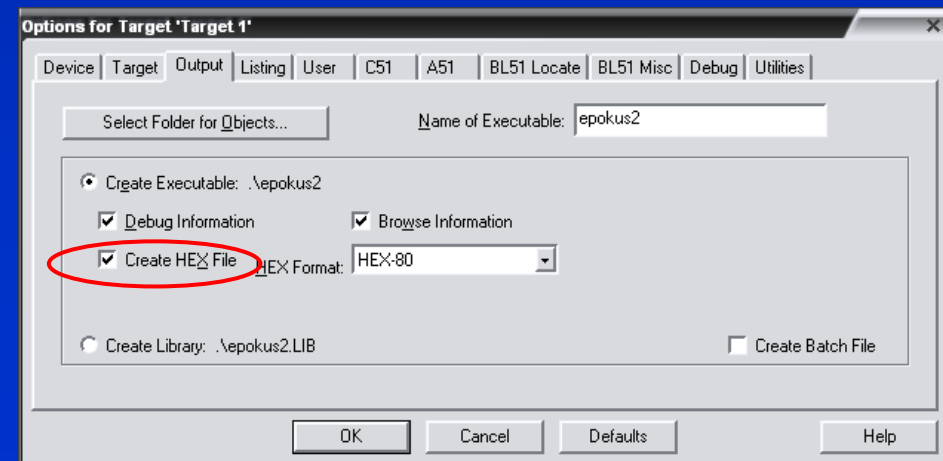 Options for Target 'Target 1'
Device Target Output Listing User C51 A51 BL51 Locate BL51 Misc Debug Utilities
Select Folder for Objects... Name of Executable: epokus2
Create Executable: .\epokus2
Debug Information Browse Information
Create HEX File HEX Format: HEX-80
Create Library: .\epokus2.LIB Create Batch File
OK Cancel Defaults Help